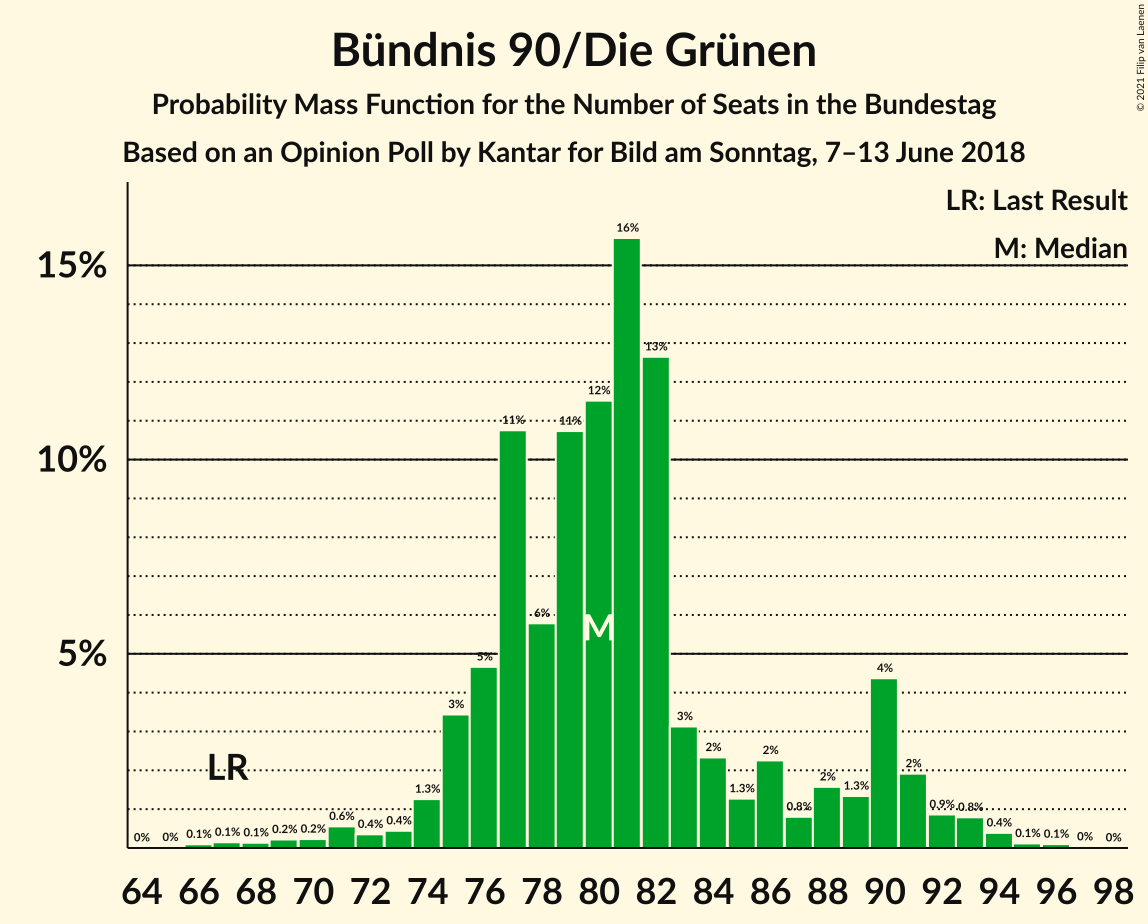 Bündnis 90/Die Grünen
Probability Mass Function for the Number of Seats in the Bundestag
Based on an Opinion Poll by Kantar for Bild am Sonntag, 7–13 June 2018
© 2021 Filip van Laenen
LR: Last Result
M: Median
15%
10%
5%
0% 0% 0.1% 0.1% 0.1% 0.2% 0.2% 0.6% 0.4% 0.4% 1.3% 3% 5% 11% 6% 11% 12% 16% 13% 3% 2% 1.3% 2% 0.8% 2% 1.3% 4% 2% 0.9% 0.8% 0.4% 0.1% 0.1% 0% 0%
M
LR
64 66 68 70 72 74 76 78 80 82 84 86 88 90 92 94 96 98